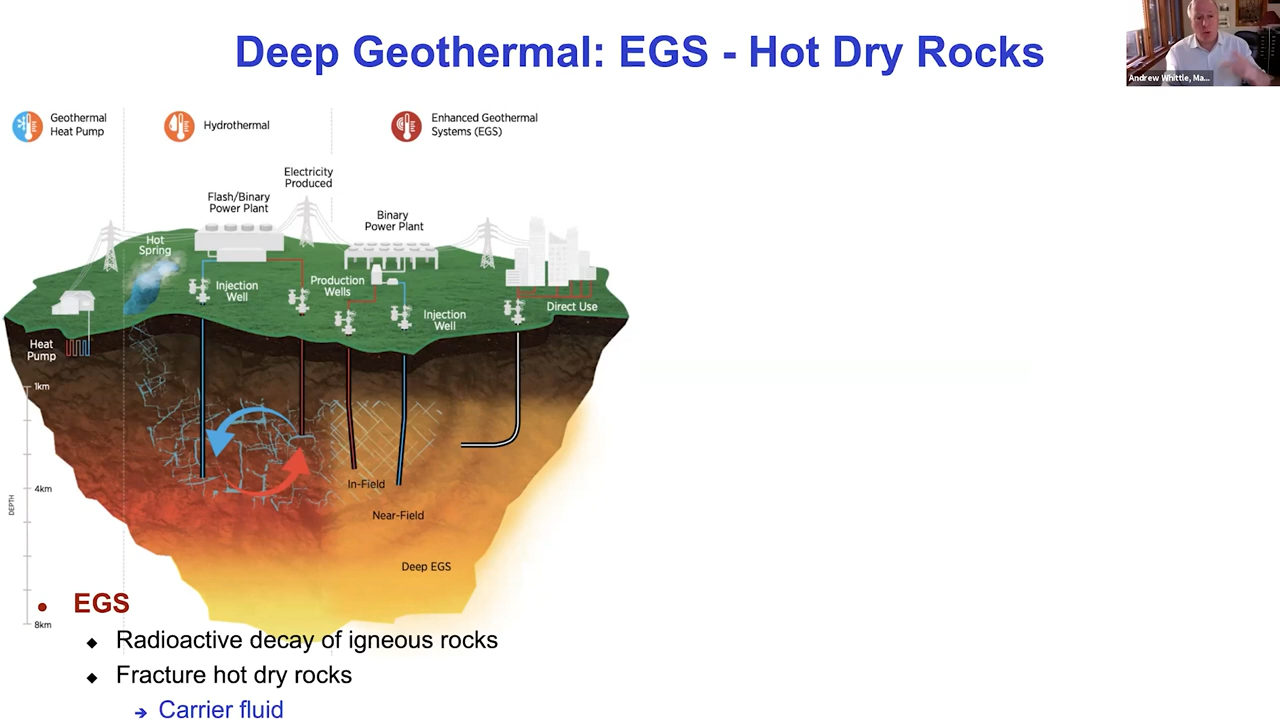 Deep Geothermal: EGS - Hot Dry Rocks
Andrew Whittle, Ma...
Geothermal
Heat Pump
Hydrothermal
Enhanced Geothermal
Systems (EGS)
Electricity
Produced
Flash/Binary
Power Plant
Binary
Power Plant
Hot
Spring
Injection
Well
Production
Wells
Injection
Well
Direct Use
Heat
Pump
1km
In-Field
4km
DEPTH
Near-Field
Deep EGS
8km
• EGS
◆ Radioactive decay of igneous rocks
◆ Fracture hot dry rocks
→ Carrier fluid